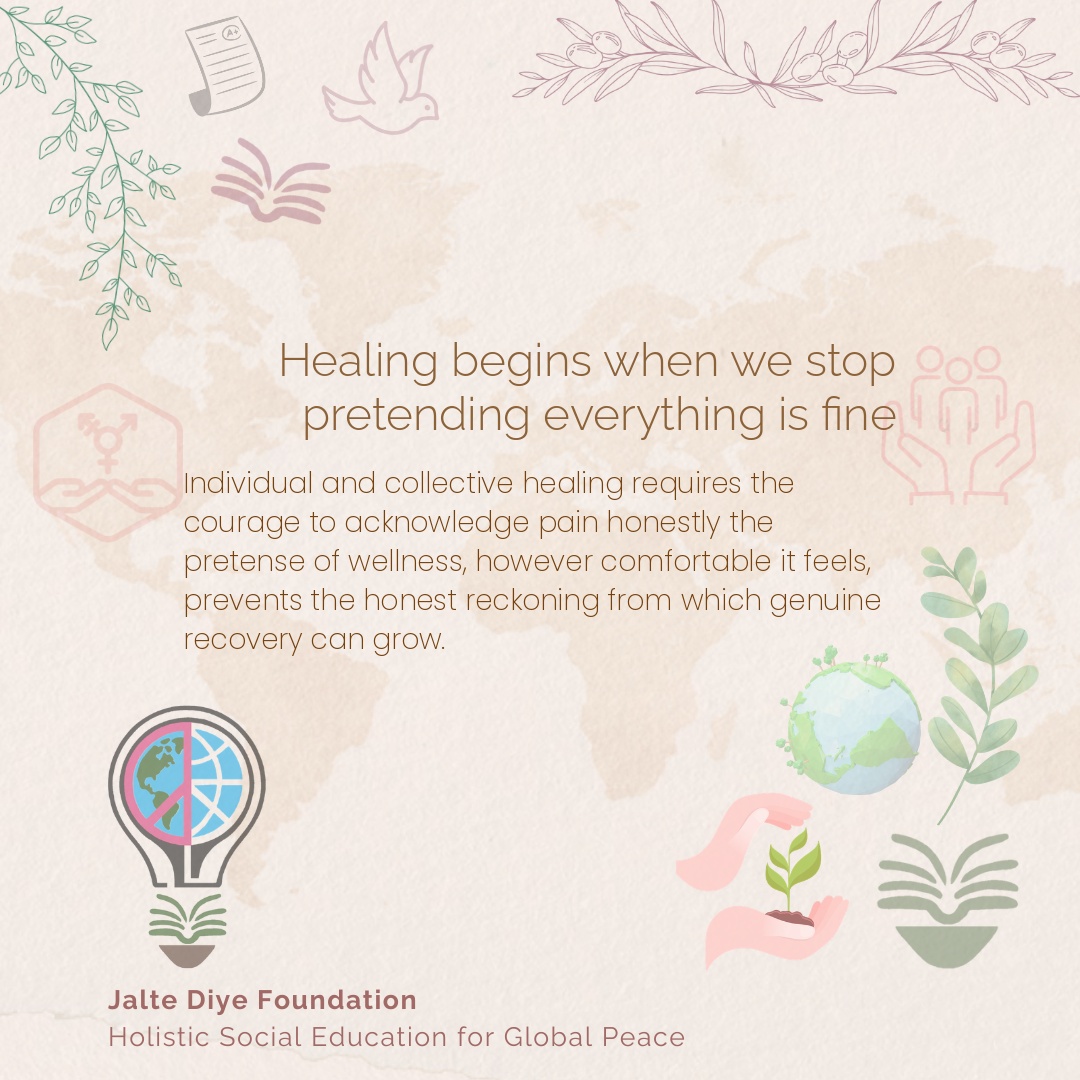 A+
Healing begins when we stop
pretending everything is fine
Individual and collective healing requires the
courage to acknowledge pain honestly the
pretense of wellness, however comfortable it feels,
prevents the honest reckoning from which genuine
recovery can grow.
Jalte Diye Foundation
Holistic Social Education for Global Peace